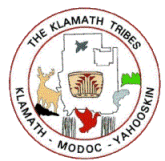 THE KLAMATH TRIBES
KLAMATH - MODOC - YAHOOSKIN